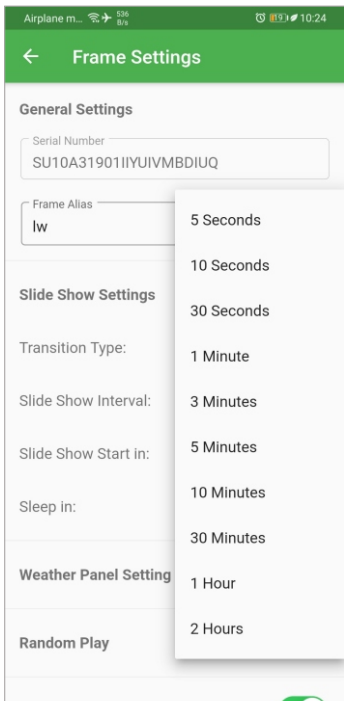 Airplane m... 536 B/s 19 10:24
Frame Settings
General Settings
Serial Number
SU10A31901IIYUIVMBDIUQ
Frame Alias
lw
5 Seconds
10 Seconds
Slide Show Settings
30 Seconds
Transition Type:
1 Minute
Slide Show Interval:
3 Minutes
Slide Show Start in:
5 Minutes
10 Minutes
Sleep in:
30 Minutes
Weather Panel Setting
1 Hour
Random Play
2 Hours